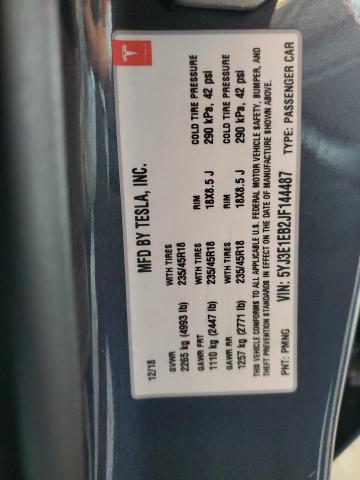 MFD BY TESLA, INC.
12/18
GVWR WITH TIRES RIM COLD TIRE PRESSURE
2265 kg (4993 lb) 235/45R18 18X8.5 J 290 kPa, 42 psi
GAWR FRT WITH TIRES RIM COLD TIRE PRESSURE
1110 kg (2447 lb) 235/45R18 18X8.5 J 290 kPa, 42 psi
GAWR RR
1257 kg (2771 lb)
THIS VEHICLE CONFORMS TO ALL APPLICABLE U.S. FEDERAL MOTOR VEHICLE SAFETY, BUMPER, AND
THEFT PREVENTION STANDARDS IN EFFECT ON THE DATE OF MANUFACTURE SHOWN ABOVE.
VIN: 5YJ3E1EB2JF144487
PNT: PMNG TYPE: PASSENGER CAR